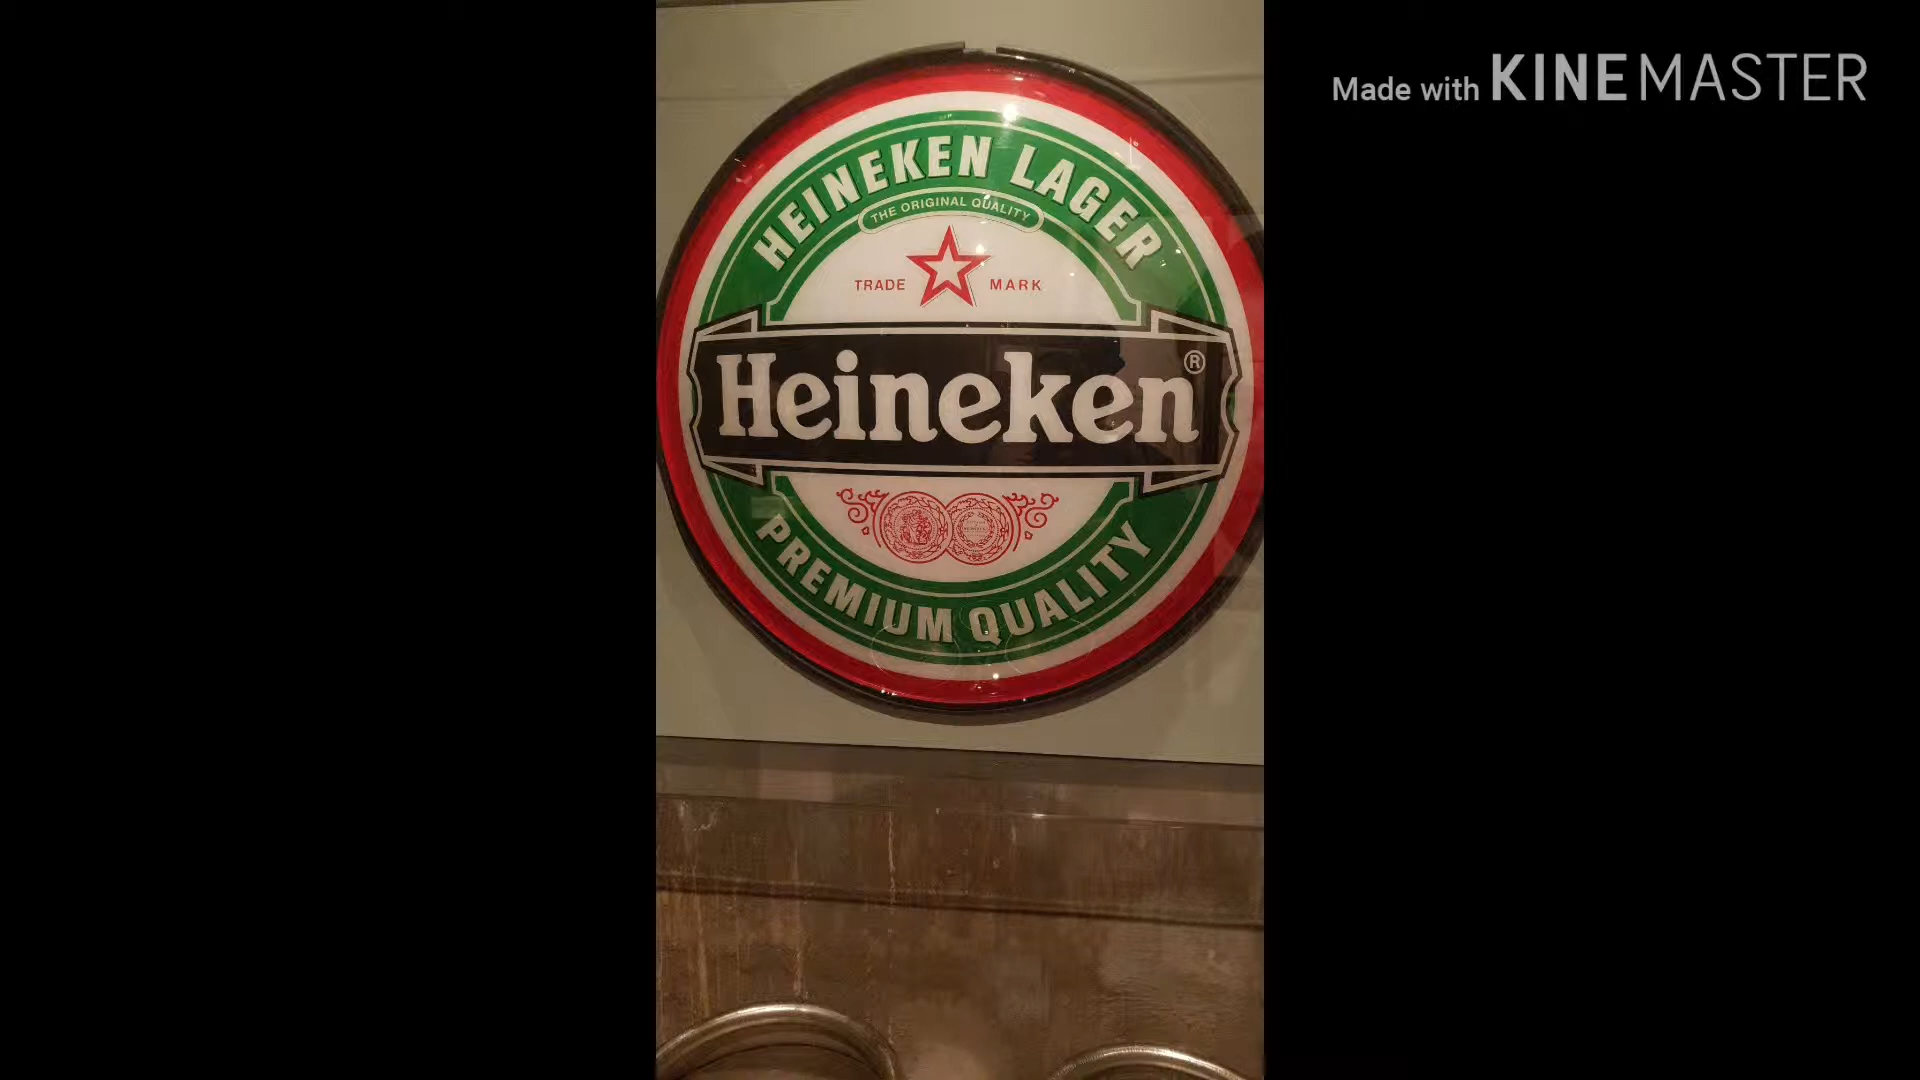 Made with KINEMASTER
HEINEKEN LAGER
THE ORIGINAL QUALITY
TRADE MARK
Heineken®
PREMIUM QUALITY